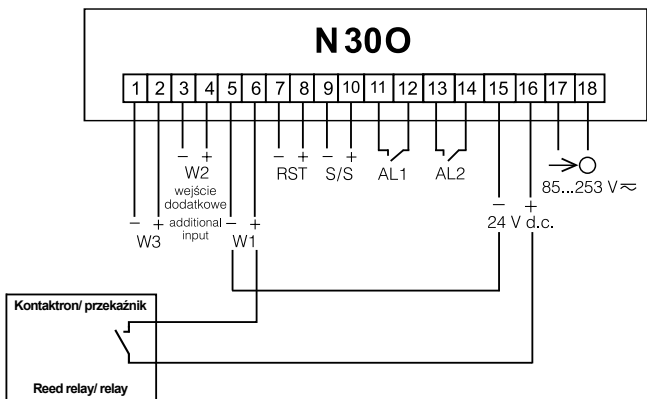 N30O
1 2 3 4 5 6 7 8 9 10 11 12 13 14 15 16 17 18
− + − + − +
W2 RST S/S AL1 AL2
85...253 V
wejście
dodatkowe
additional
input
− + − + − +
W3 W1 24 V d.c.
Kontaktron/ przekaźnik
Reed relay/ relay